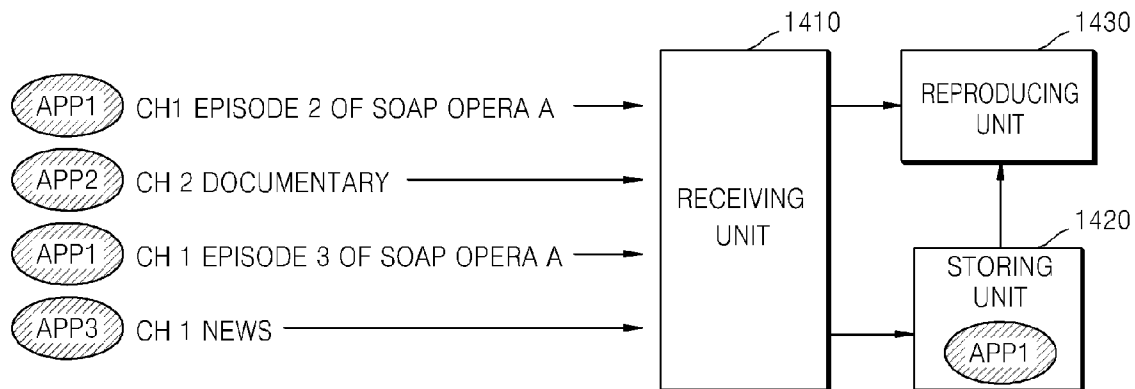 1410
1430
APP1 CH1 EPISODE 2 OF SOAP OPERA A
REPRODUCING
UNIT
APP2 CH 2 DOCUMENTARY
RECEIVING
UNIT
1420
APP1 CH 1 EPISODE 3 OF SOAP OPERA A
STORING
UNIT
APP3 CH 1 NEWS
APP1